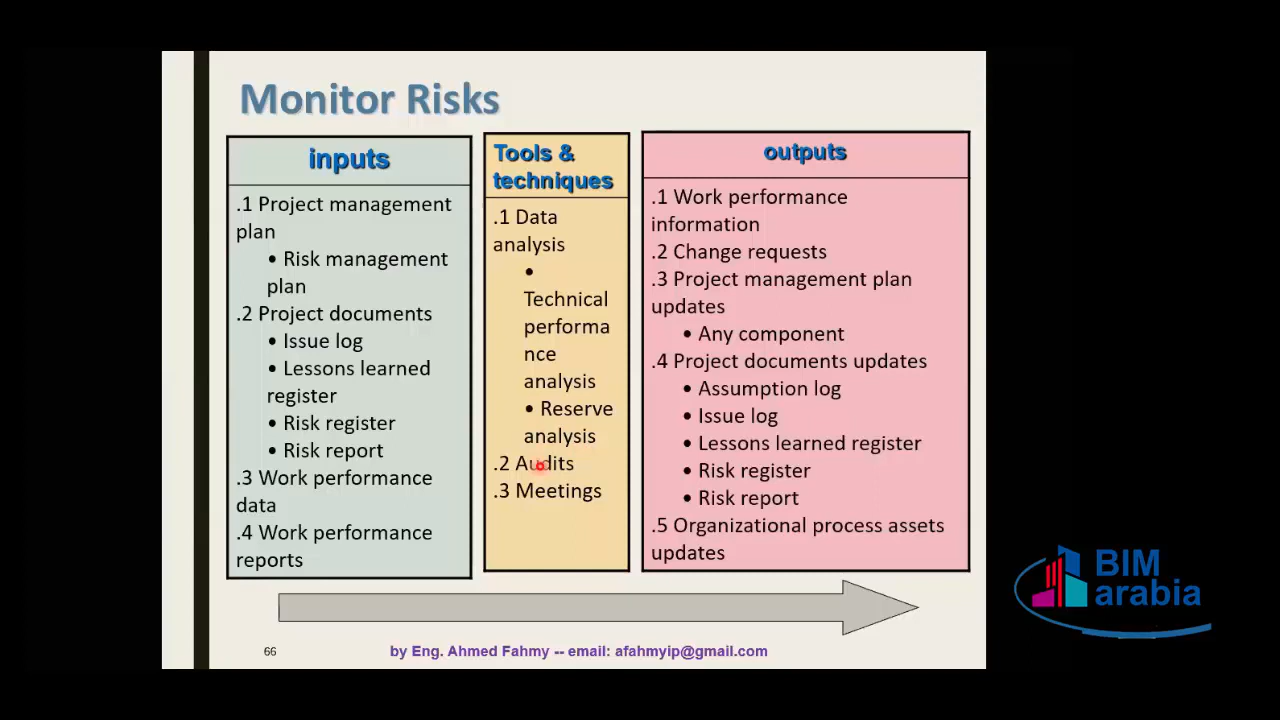 Monitor Risks
inputs
.1 Project management
plan
• Risk management
plan
.2 Project documents
• Issue log
• Lessons learned
register
• Risk register
• Risk report
.3 Work performance
data
.4 Work performance
reports
Tools &
techniques
.1 Data
analysis
•
Technical
performa
nce
analysis
• Reserve
analysis
.2 Audits
.3 Meetings
outputs
.1 Work performance
information
.2 Change requests
.3 Project management plan
updates
• Any component
.4 Project documents updates
• Assumption log
• Issue log
• Lessons learned register
• Risk register
• Risk report
.5 Organizational process assets
updates
66
by Eng. Ahmed Fahmy -- email: afahmyip@gmail.com
BIM
arabia